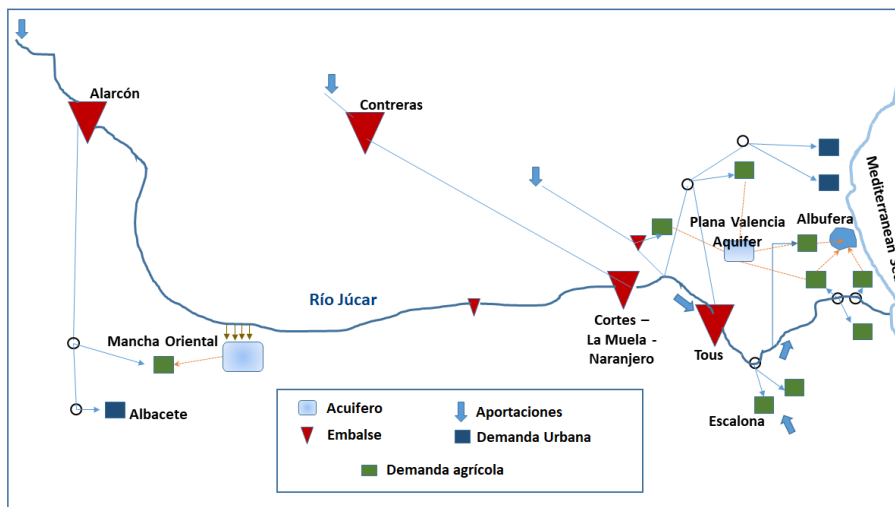 Alarcón
Contreras
Plana Valencia
Aquifer
Albufera
Mediterranean Sea
Río Júcar
Cortes –
La Muela -
Naranjero
Tous
Mancha Oriental
Albacete
Escalona
Acuifero
Aportaciones
Embalse
Demanda Urbana
Demanda agrícola